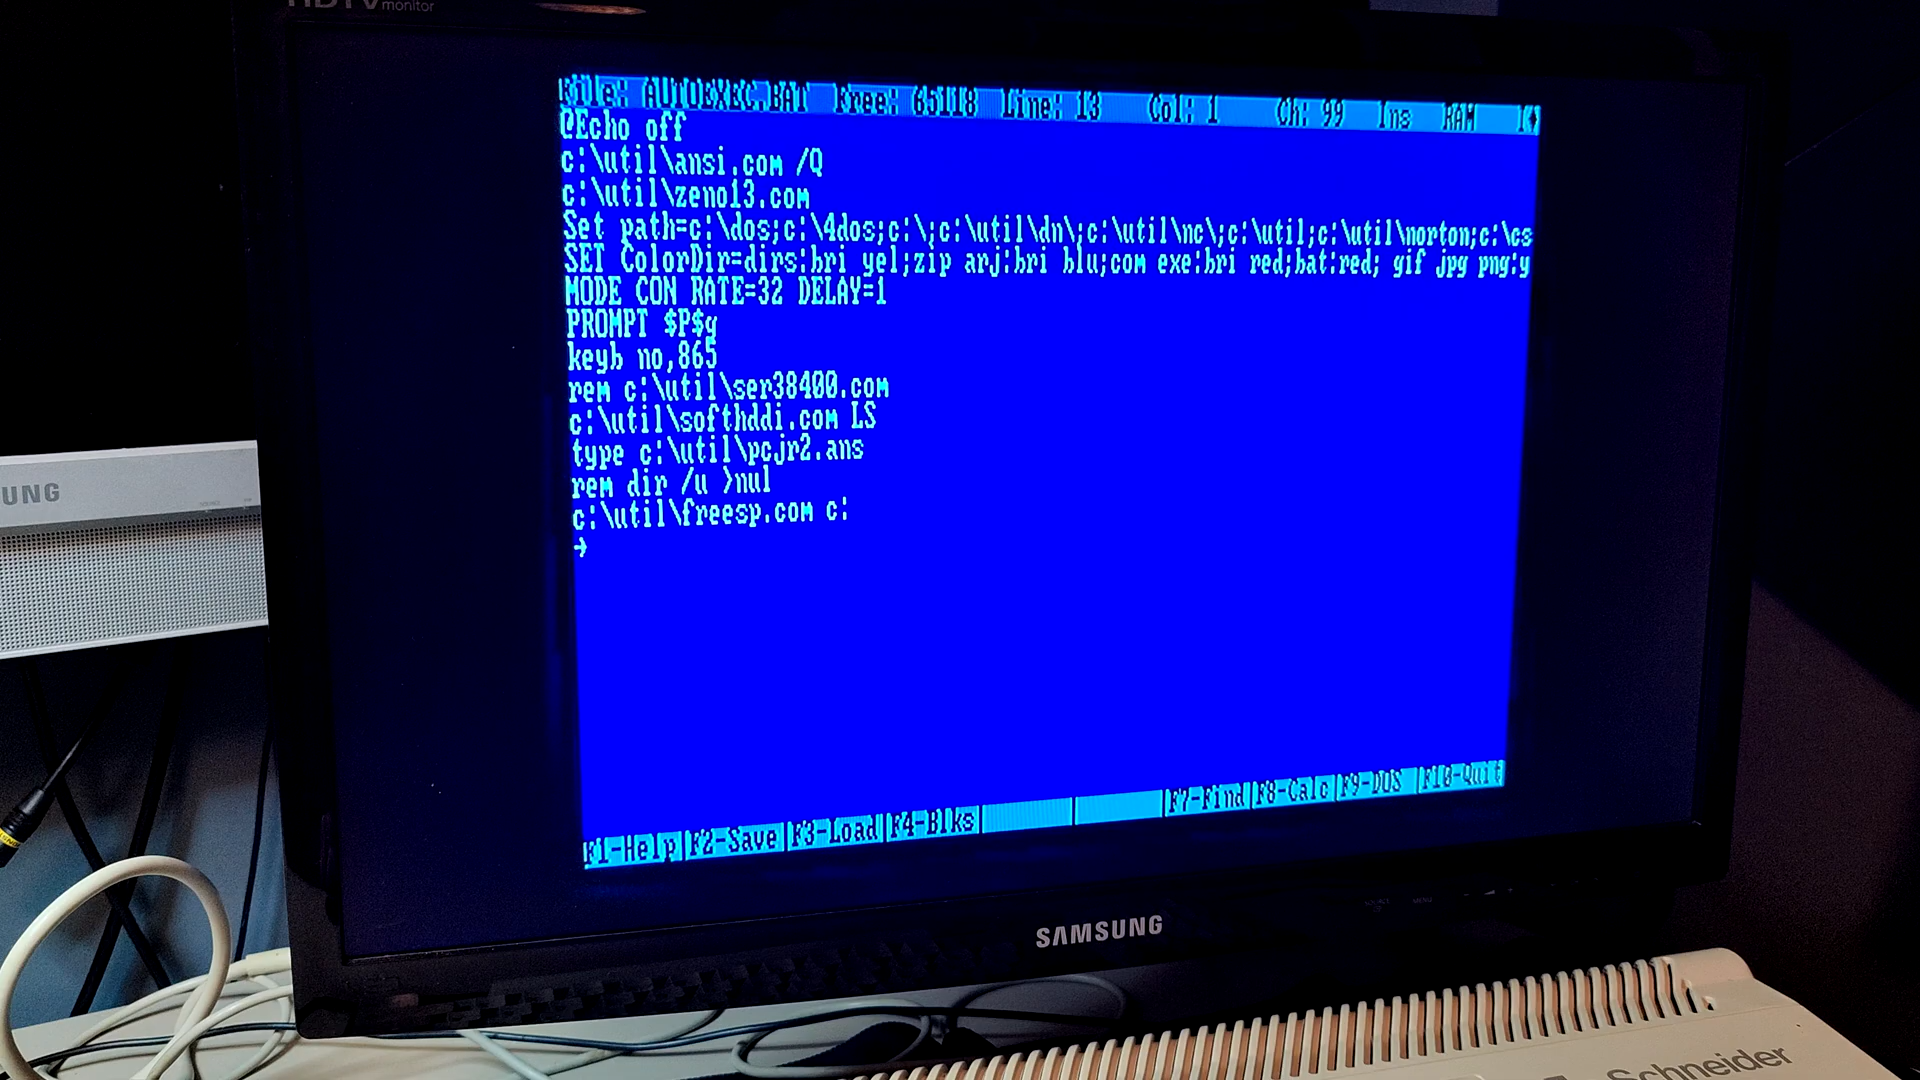 HDTV monitor
File: AUTOEXEC.BAT Free: 65118 Line: 13 Col: 1 Ch: 99 Ins RAM
@Echo off
c:\util\ansi.com /Q
c:\util\zeno13.com
Set path=c:\dos;c:\4dos;c:\;c:\util\dn\;c:\util\nc\;c:\util;c:\util\norton;c:\cs
SET ColorDir=dirs:bri yel;zip arj:bri blu;com exe:bri red;bat:red; gif jpg png:y
MODE CON RATE=32 DELAY=1
PROMPT $P$g
keyb no,865
rem c:\util\ser38400.com
c:\util\softhddi.com LS
type c:\util\pcjr2.ans
rem dir /u >nul
c:\util\freesp.com c:
→
F1-Help F2-Save F3-Load F4-Blks F7-Find F8-Calc F9-DOS F10-Quit
UNG
SAMSUNG
Schneider